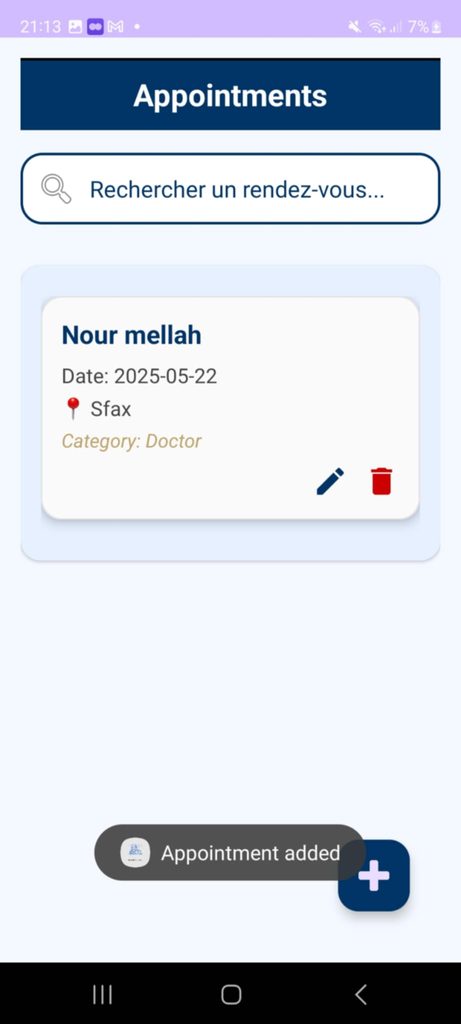 21:13
7%
Appointments
Rechercher un rendez-vous...
Nour mellah
Date: 2025-05-22
Sfax
Category: Doctor
Appointment added